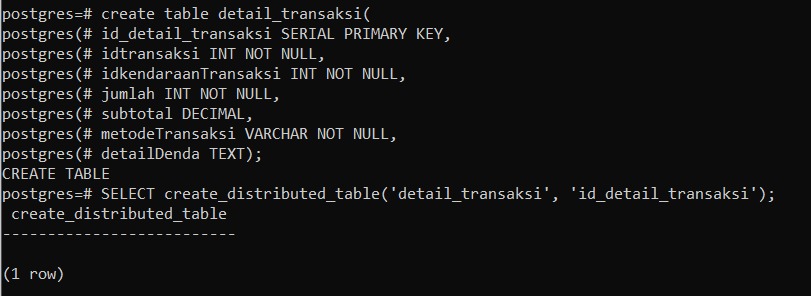 postgres=# create table detail_transaksi(
postgres(# id_detail_transaksi SERIAL PRIMARY KEY,
postgres(# idtransaksi INT NOT NULL,
postgres(# idkendaraanTransaksi INT NOT NULL,
postgres(# jumlah INT NOT NULL,
postgres(# subtotal DECIMAL,
postgres(# metodeTransaksi VARCHAR NOT NULL,
postgres(# detailDenda TEXT);
CREATE TABLE
postgres=# SELECT create_distributed_table('detail_transaksi', 'id_detail_transaksi');
 create_distributed_table
--------------------------

(1 row)